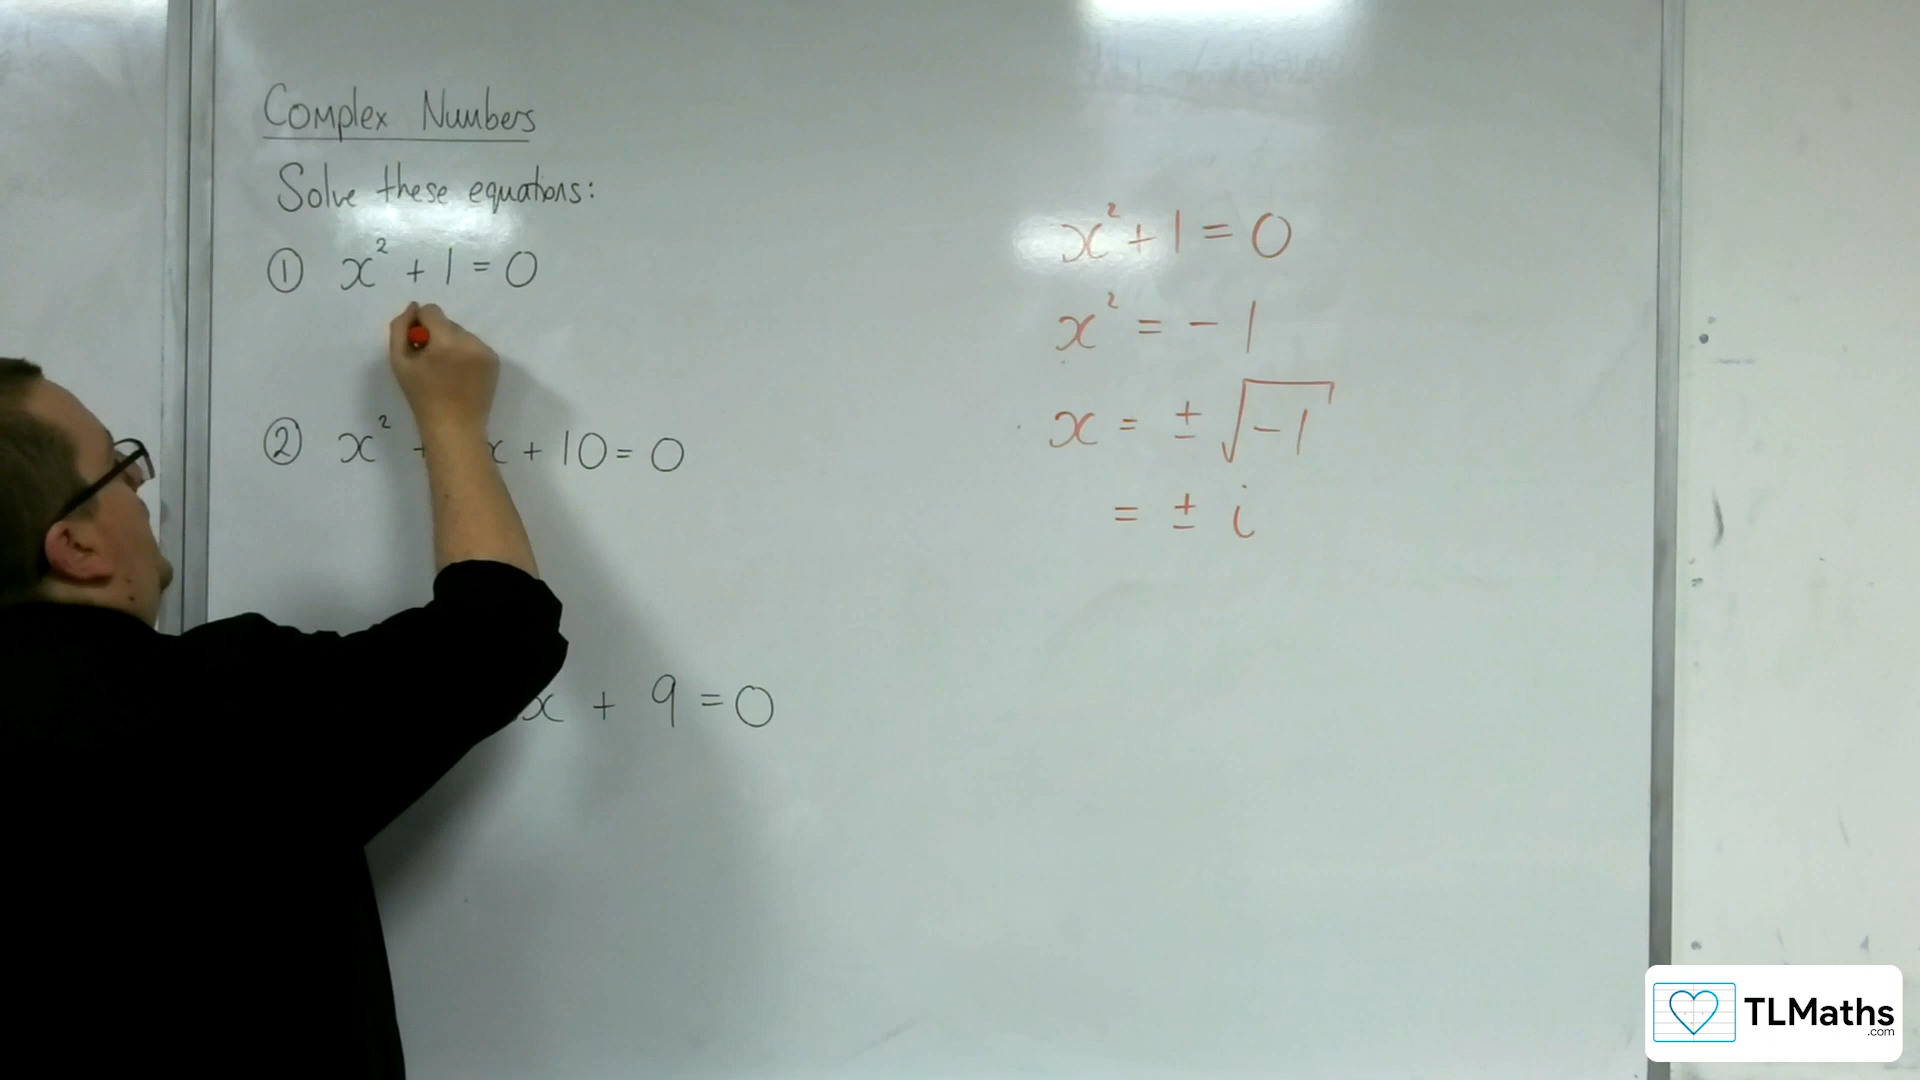 Complex Numbers
Solve these equations:
① x² + 1 = 0
② x² + x + 10 = 0
x + 9 = 0
x² + 1 = 0
x² = - 1
x = ± √-1
= ± i
TLMaths
.com